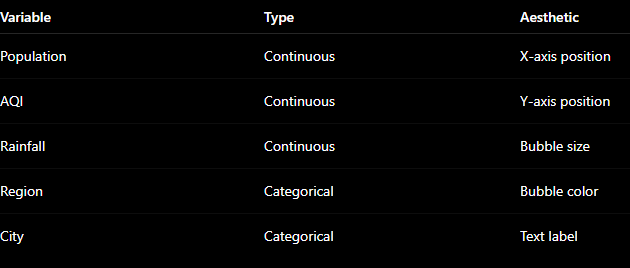 Variable Type Aesthetic
Population Continuous X-axis position
AQI Continuous Y-axis position
Rainfall Continuous Bubble size
Region Categorical Bubble color
City Categorical Text label